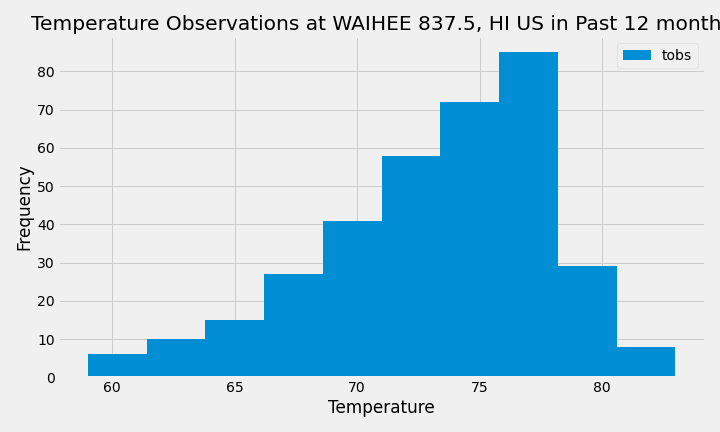 Temperature Observations at WAIHEE 837.5, HI US in Past 12 month
tobs
80
70
60
50
40
30
20
10
0
Frequency
60 65 70 75 80
Temperature